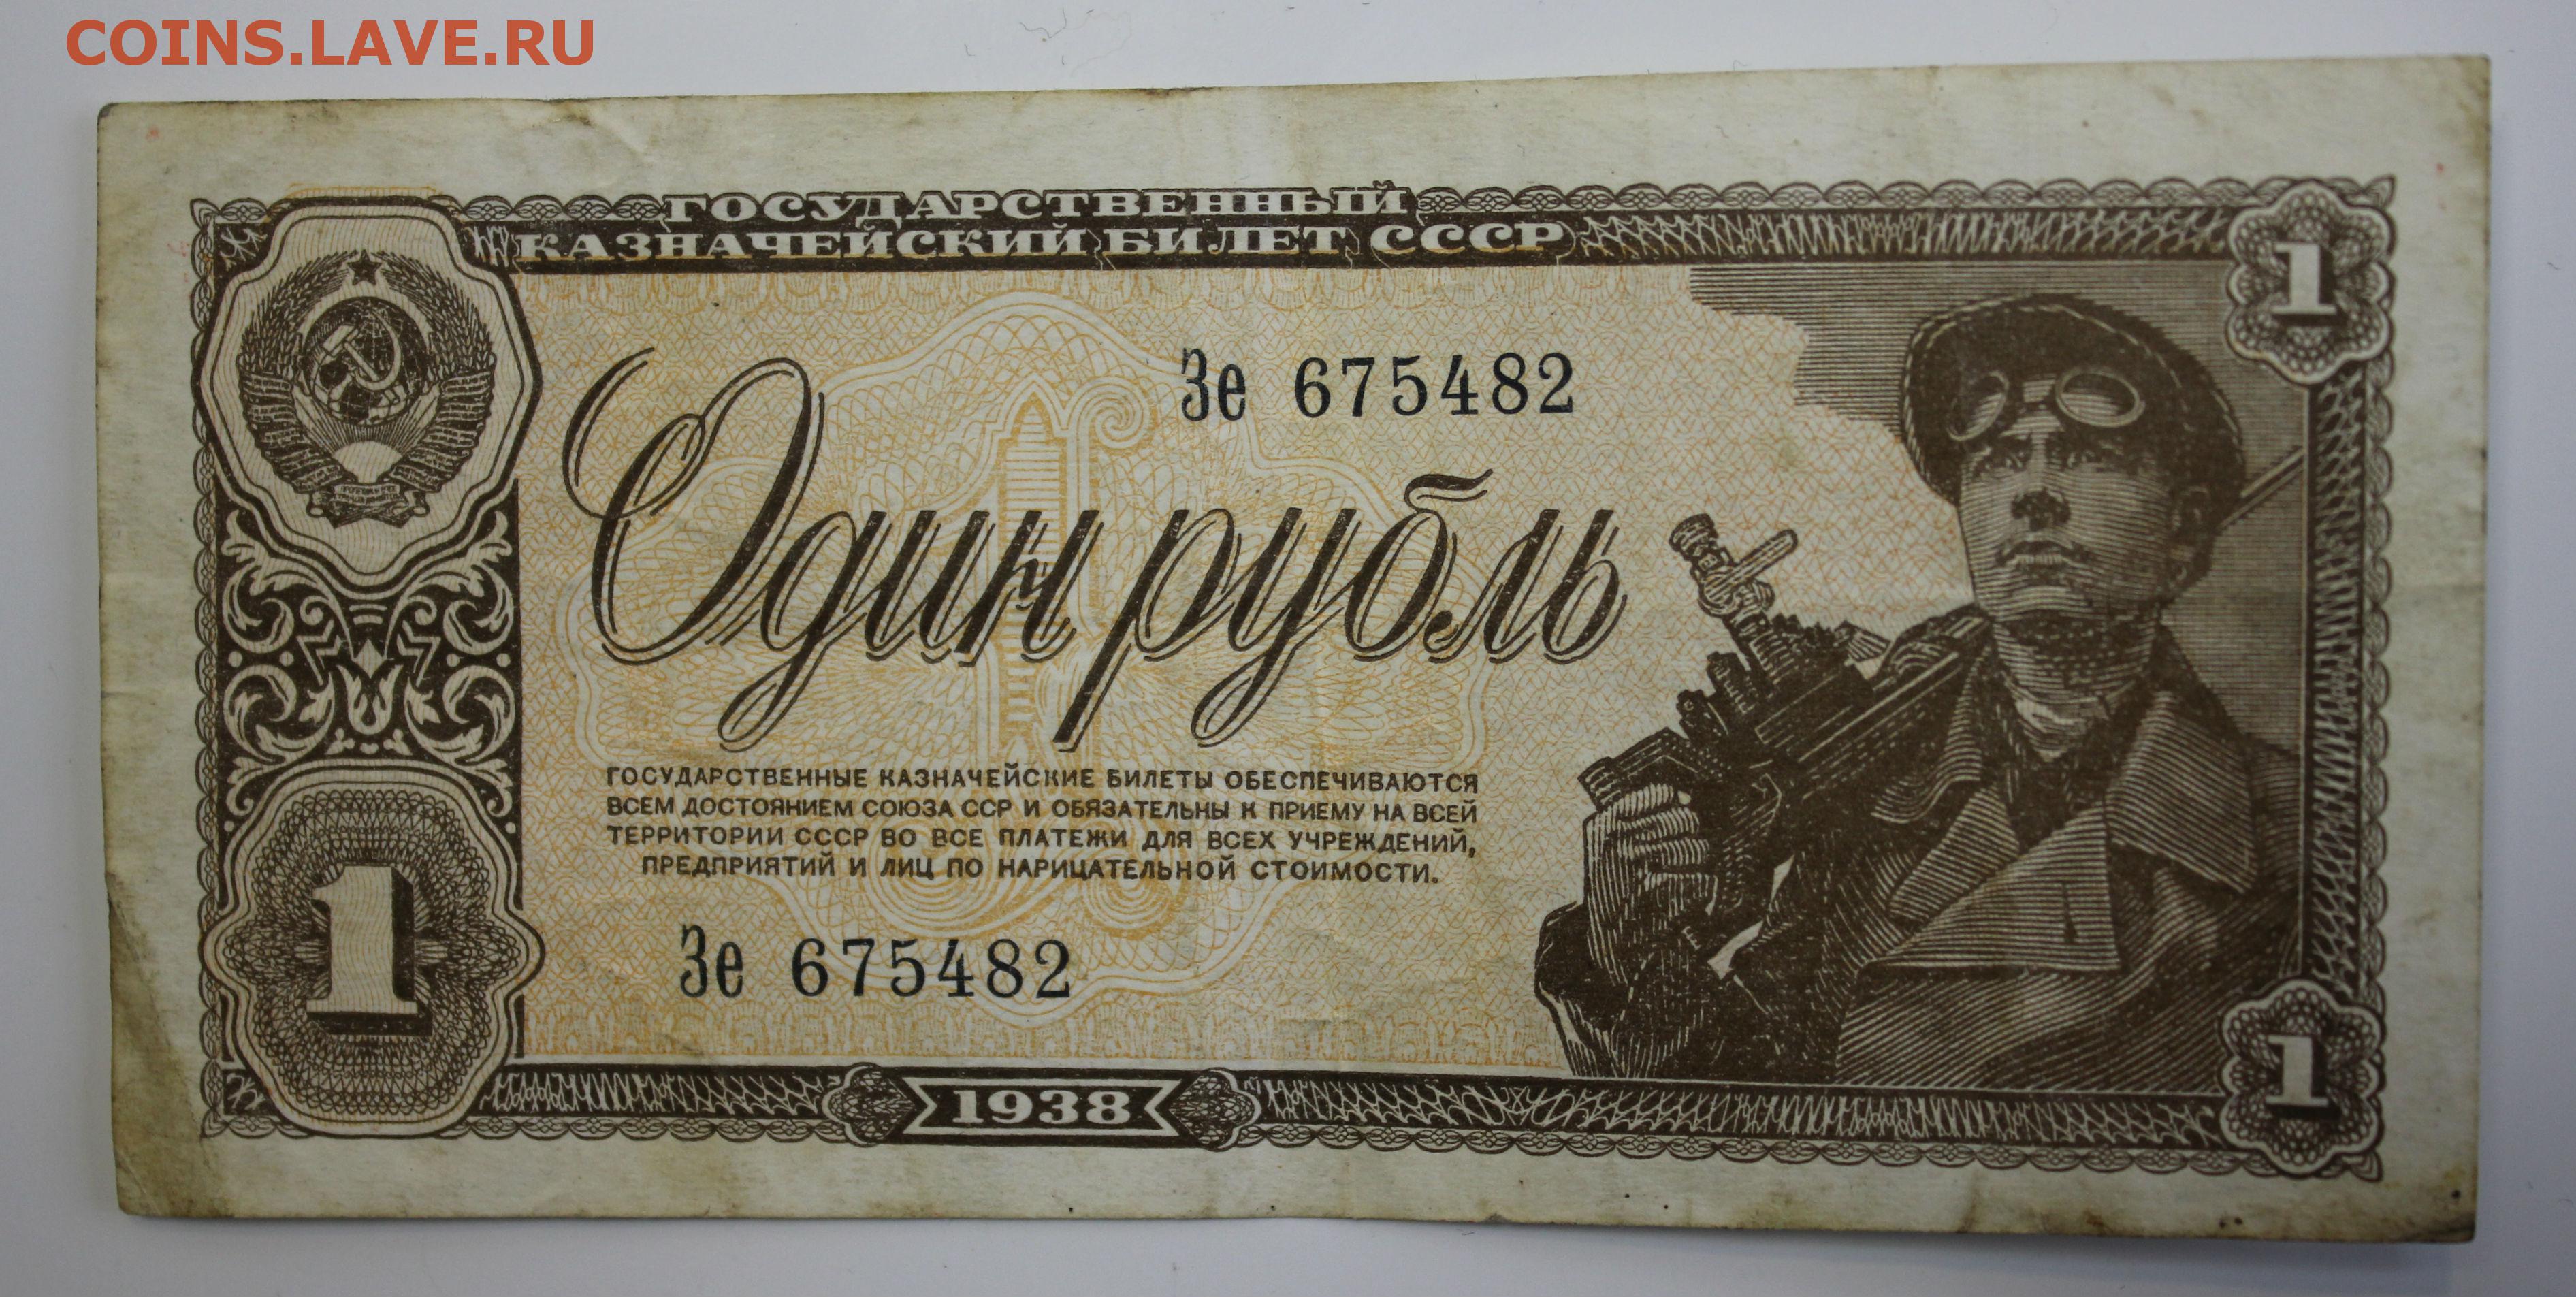 COINS.LAVE.RU
ГОСУДАРСТВЕННЫЙ
КАЗНАЧЕЙСКИЙ БИЛЕТ СССР
1
Зе 675482
Один рубль
ГОСУДАРСТВЕННЫЕ КАЗНАЧЕЙСКИЕ БИЛЕТЫ ОБЕСПЕЧИВАЮТСЯ
ВСЕМ ДОСТОЯНИЕМ СОЮЗА ССР И ОБЯЗАТЕЛЬНЫ К ПРИЕМУ НА ВСЕЙ
ТЕРРИТОРИИ СССР ВО ВСЕ ПЛАТЕЖИ ДЛЯ ВСЕХ УЧРЕЖДЕНИЙ,
ПРЕДПРИЯТИЙ И ЛИЦ ПО НАРИЦАТЕЛЬНОЙ СТОИМОСТИ.
1
Зе 675482
1
1938